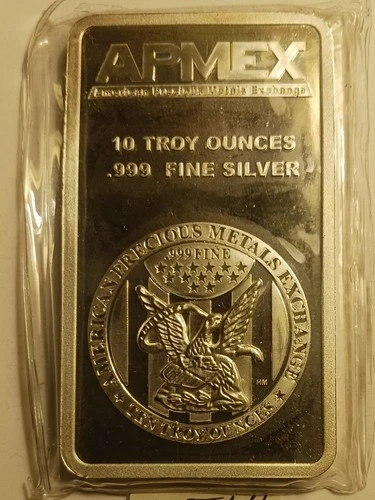 APMEX
American Precious Metals Exchange
10 TROY OUNCES
.999 FINE SILVER
AMERICAN PRECIOUS METALS EXCHANGE
.999 FINE
HM
★ TEN TROY OUNCES ★